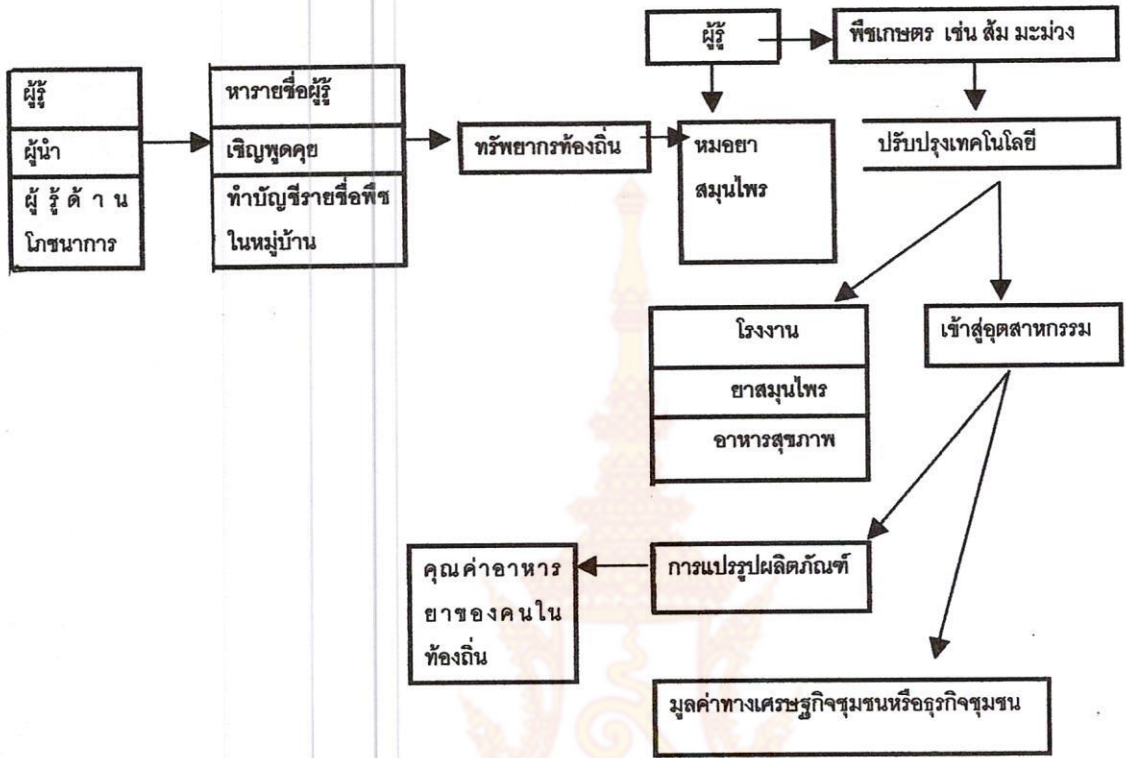 ผู้รู้
ผู้นำ
ผู้รู้ด้าน
โภชนาการ
หารายชื่อผู้รู้
เชิญพูดคุย
ทำบัญชีรายชื่อพืช
ในหมู่บ้าน
ทรัพยากรท้องถิ่น
ผู้รู้
พืชเกษตร เช่น ส้ม มะม่วง
หมอยา
สมุนไพร
ปรับปรุงเทคโนโลยี
โรงงาน
ยาสมุนไพร
อาหารสุขภาพ
เข้าสู่อุตสาหกรรม
การแปรรูปผลิตภัณฑ์
คุณค่าอาหาร
ยาของคนใน
ท้องถิ่น
มูลค่าทางเศรษฐกิจชุมชนหรือธุรกิจชุมชน